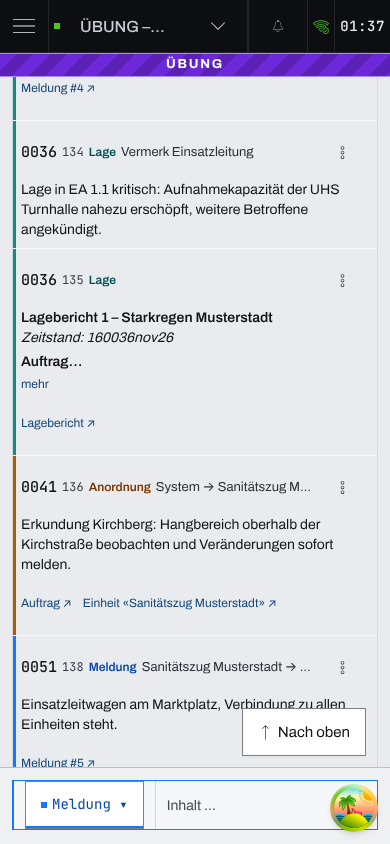 ÜBUNG –...
01:37
ÜBUNG
Meldung #4 ↗
0036 134 Lage Vermerk Einsatzleitung
Lage in EA 1.1 kritisch: Aufnahmekapazität der UHS
Turnhalle nahezu erschöpft, weitere Betroffene
angekündigt.
0036 135 Lage
Lagebericht 1 – Starkregen Musterstadt
Zeitstand: 160036nov26
Auftrag...
mehr
Lagebericht ↗
0041 136 Anordnung System → Sanitätszug M...
Erkundung Kirchberg: Hangbereich oberhalb der
Kirchstraße beobachten und Veränderungen sofort
melden.
Auftrag ↗ Einheit «Sanitätszug Musterstadt» ↗
0051 138 Meldung Sanitätszug Musterstadt → ...
Einsatzleitwagen am Marktplatz, Verbindung zu allen
Einheiten steht.
↑ Nach oben
Meldung #5 ↗
Meldung ▾ Inhalt ...